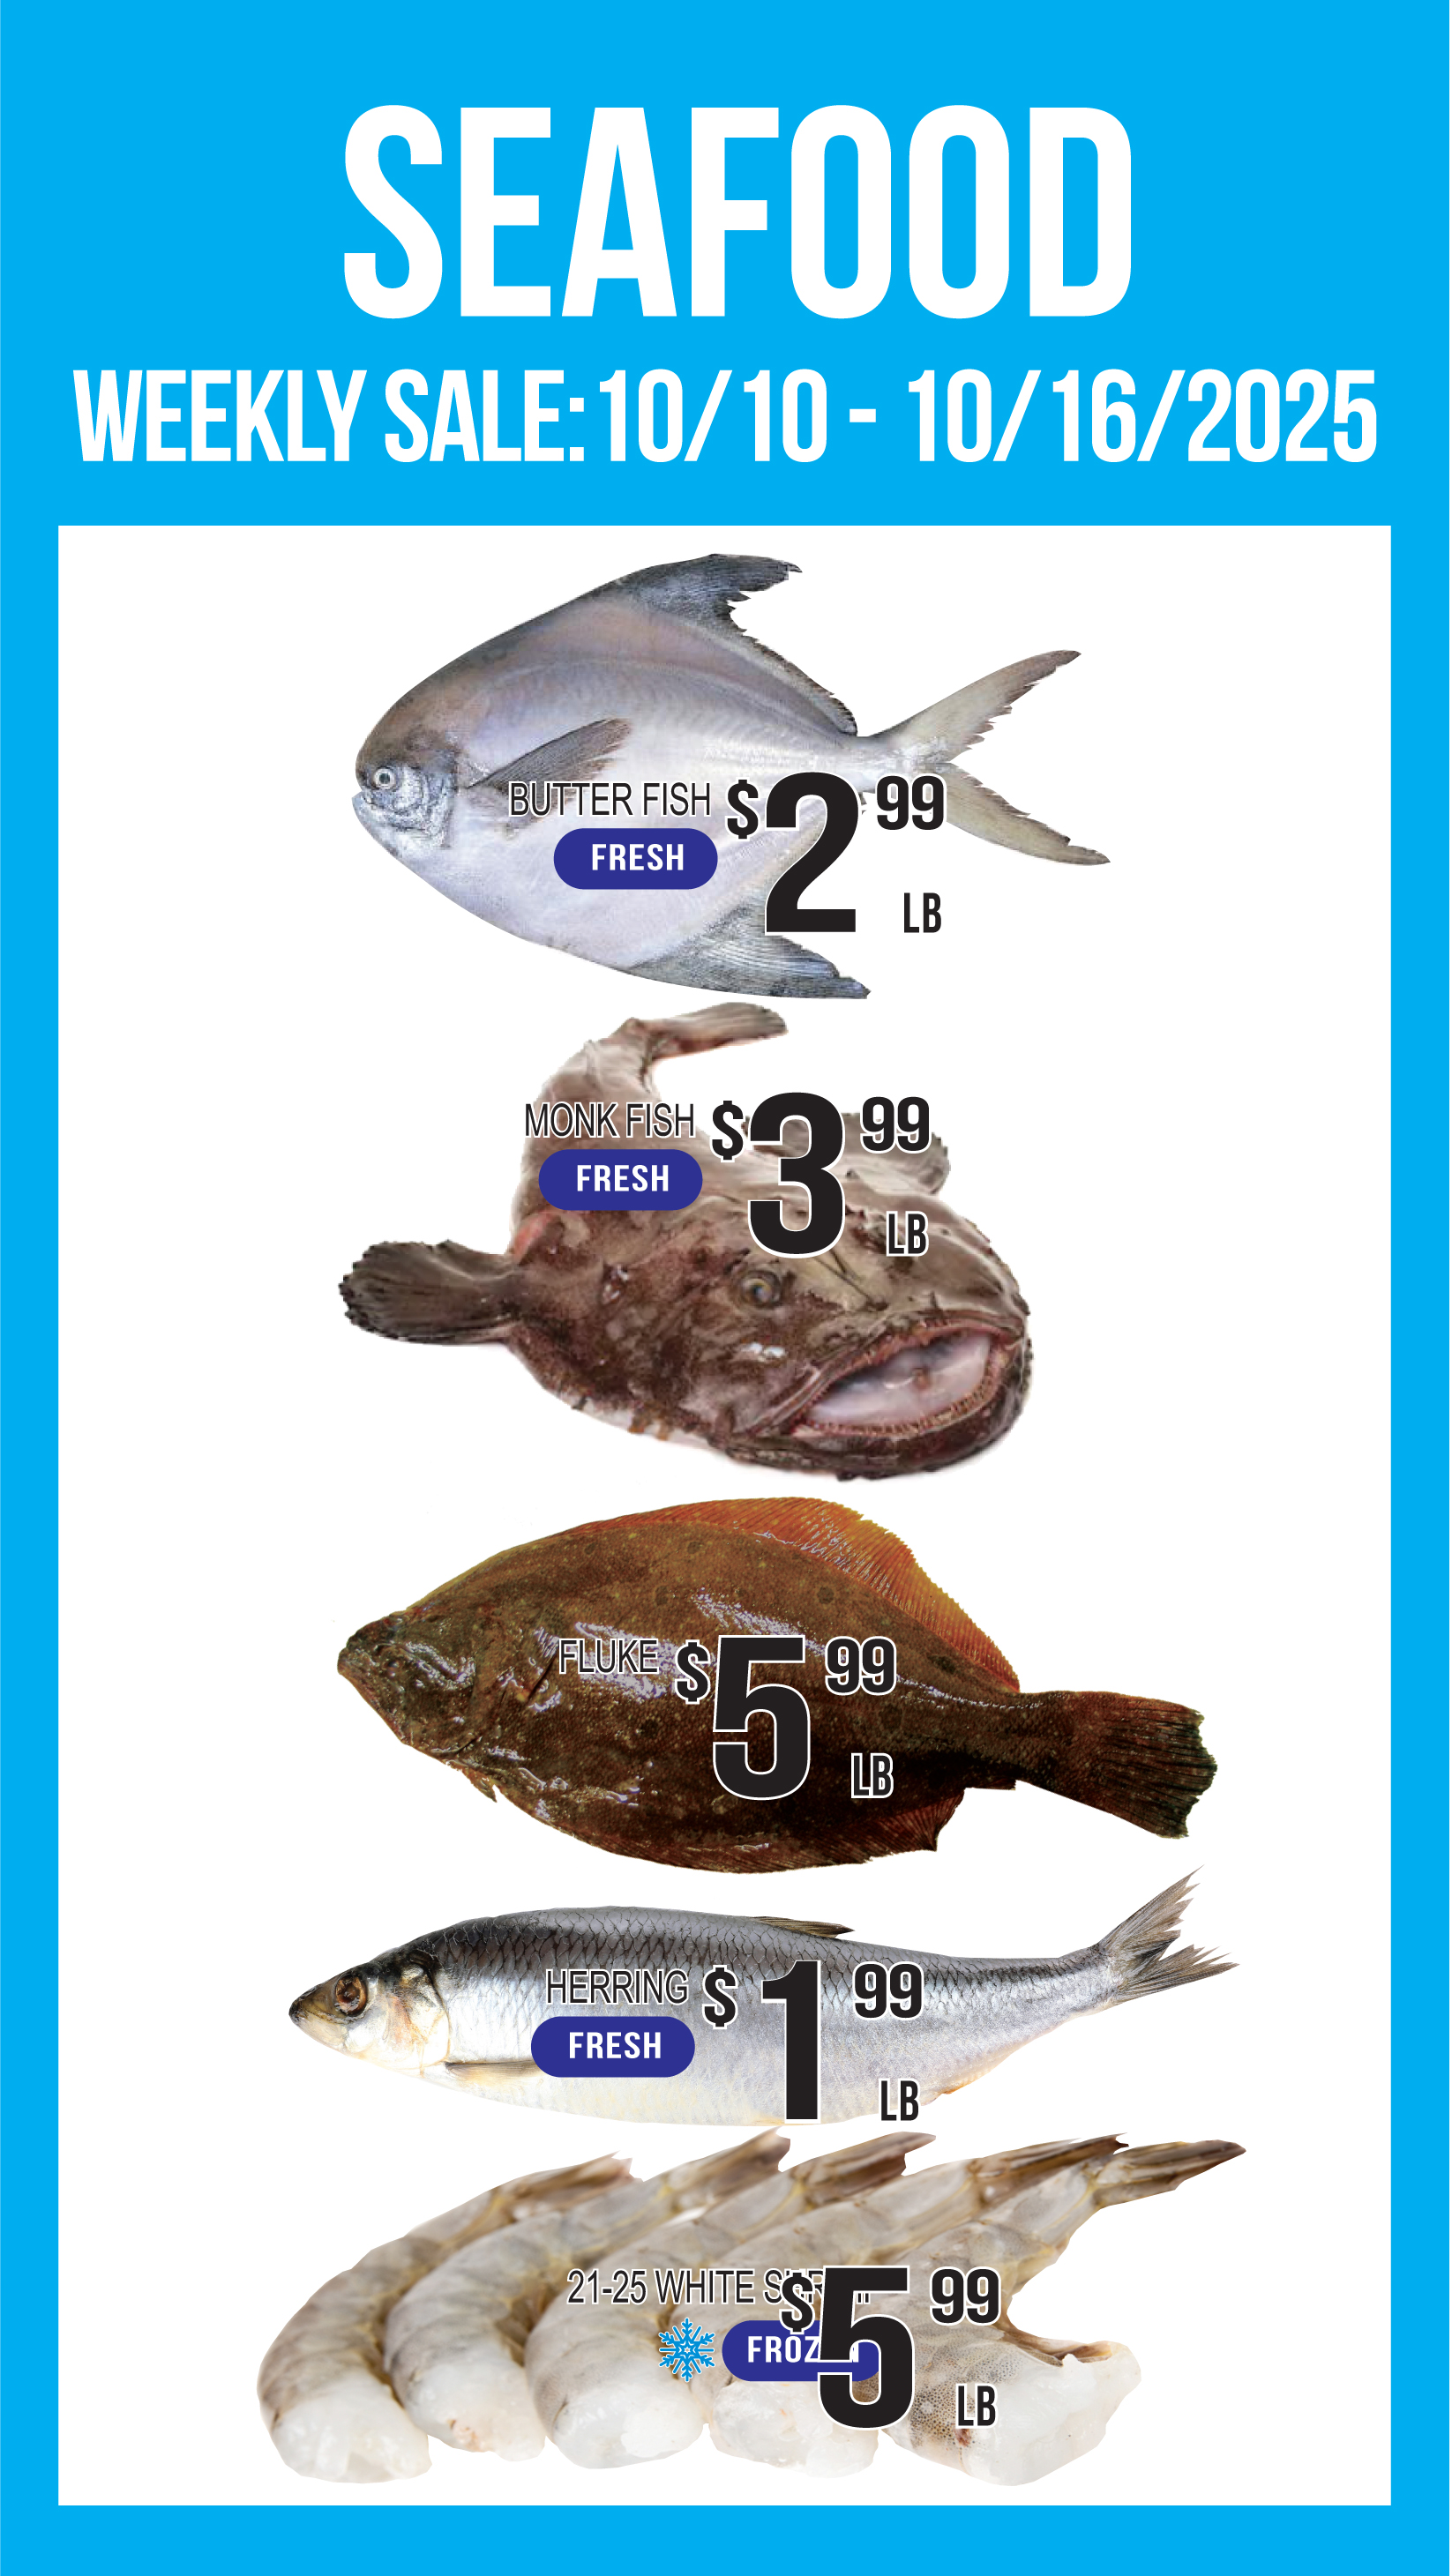 SEAFOOD
WEEKLY SALE: 10/10 - 10/16/2025
BUTTER FISH $2 99
FRESH
LB
MONK FISH $3 99
FRESH
LB
FLUKE $5 99
LB
HERRING $1 99
FRESH
LB
21-25 WHITE $5 99
LB